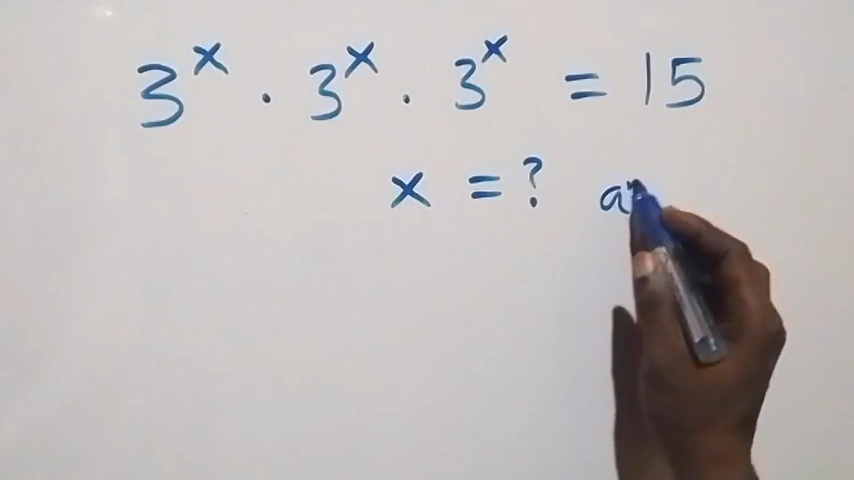 3^x · 3^x · 3^x = 15
x = ? a